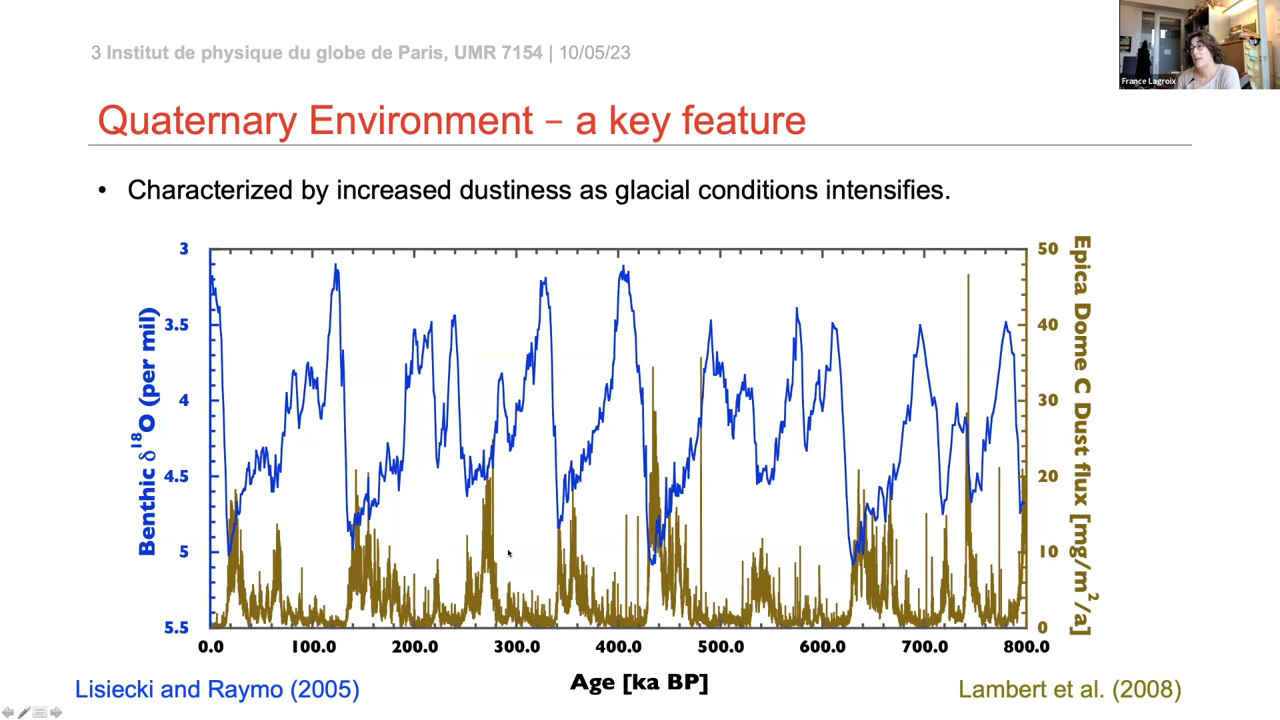 3 Institut de physique du globe de Paris, UMR 7154 | 10/05/23
France Lagroix
Quaternary Environment – a key feature
• Characterized by increased dustiness as glacial conditions intensifies.
Benthic δ¹⁸O (per mil)
3
3.5
4
4.5
5
5.5
50
40
30
20
10
0
Epica Dome C Dust flux [mg/m²/a]
0.0 100.0 200.0 300.0 400.0 500.0 600.0 700.0 800.0
Age [ka BP]
Lisiecki and Raymo (2005)
Lambert et al. (2008)